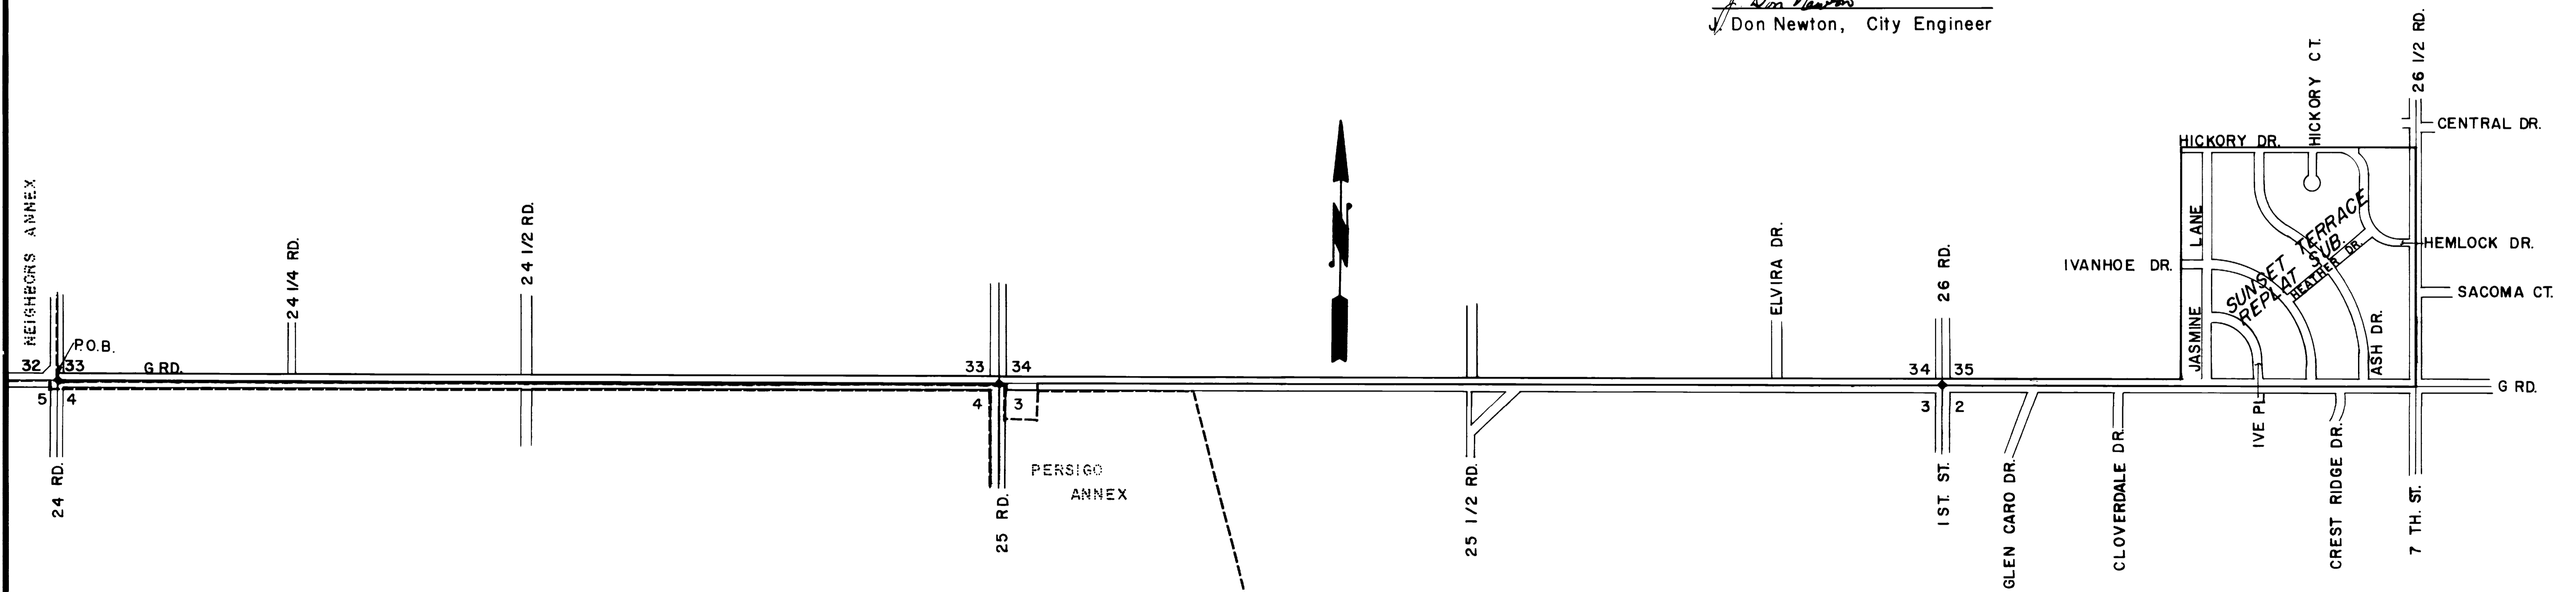 J. Don Newton
J. Don Newton, City Engineer
26 1/2 RD.
HICKORY CT.
CENTRAL DR.
HICKORY DR.
NEIGHBORS ANNEX
24 1/4 RD.
24 1/2 RD.
N
ELVIRA DR.
26 RD.
IVANHOE DR.
JASMINE LANE
SUNSET TERRACE
REPLAT SUB.
HEATHER DR.
HEMLOCK DR.
SACOMA CT.
ASH DR.
P.O.B.
32 33
G RD.
33 34
34 35
5 4
4 3
3 2
G RD.
24 RD.
25 RD.
PERSIGO
ANNEX
25 1/2 RD.
1 ST. ST.
GLEN CARO DR.
CLOVERDALE DR.
IVE PL.
CREST RIDGE DR.
7 TH. ST.